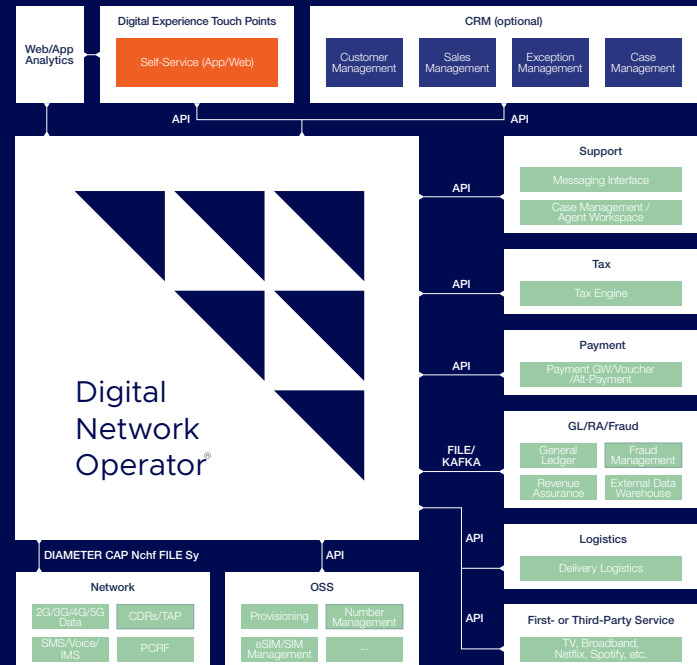 Web/App
Analytics
Digital Experience Touch Points
Self-Service (App/Web)
CRM (optional)
Customer
Management
Sales
Management
Exception
Management
Case
Management
API
API
Digital
Network
Operator®
API
Support
Messaging Interface
Case Management /
Agent Workspace
API
Tax
Tax Engine
API
Payment
Payment GW/Voucher
/Alt-Payment
FILE/
KAFKA
GL/RA/Fraud
General
Ledger
Fraud
Management
Revenue
Assurance
External Data
Warehouse
API
Logistics
Delivery Logistics
API
First- or Third-Party Service
TV, Broadband,
Netflix, Spotify, etc.
DIAMETER CAP Nchf FILE Sy
API
Network
2G/3G/4G/5G
Data
CDRs/TAP
SMS/Voice/
IMS
PCRF
OSS
Provisioning
Number
Management
eSIM/SIM
Management
...